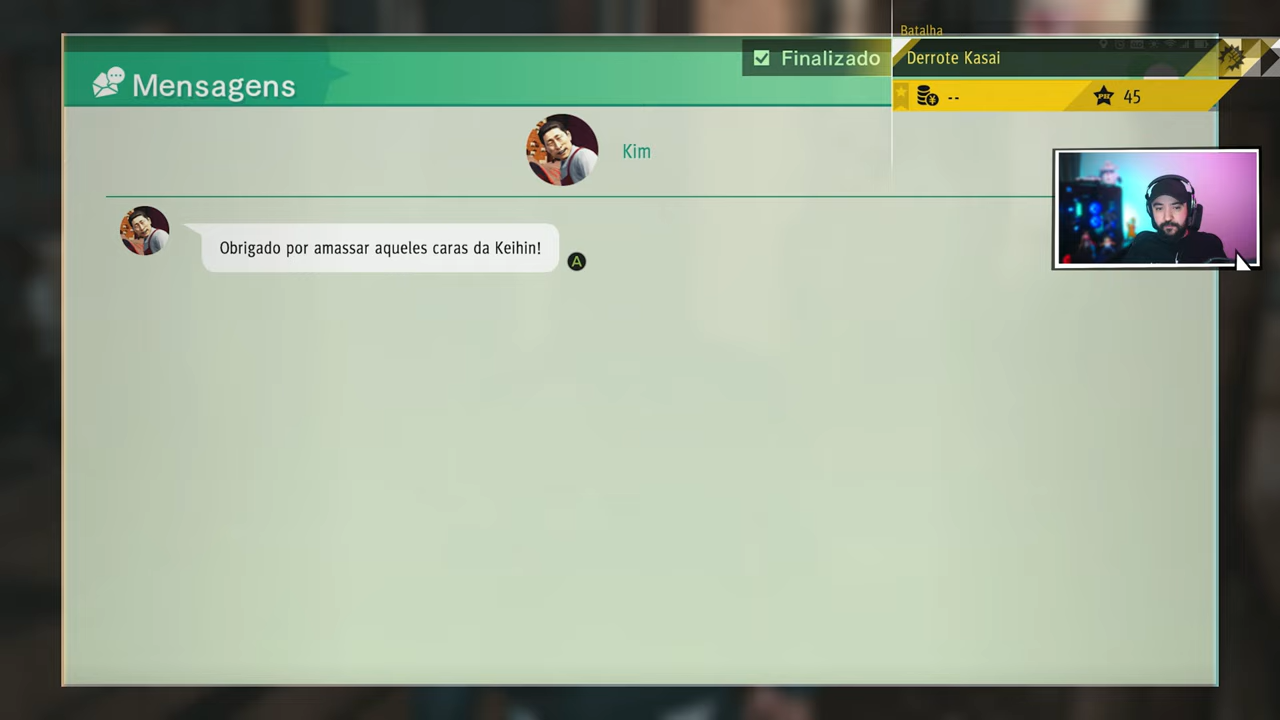 Batalha
Finalizado
Derrote Kasai
Mensagens
--
45
Kim
Obrigado por amassar aqueles caras da Keihin!
A